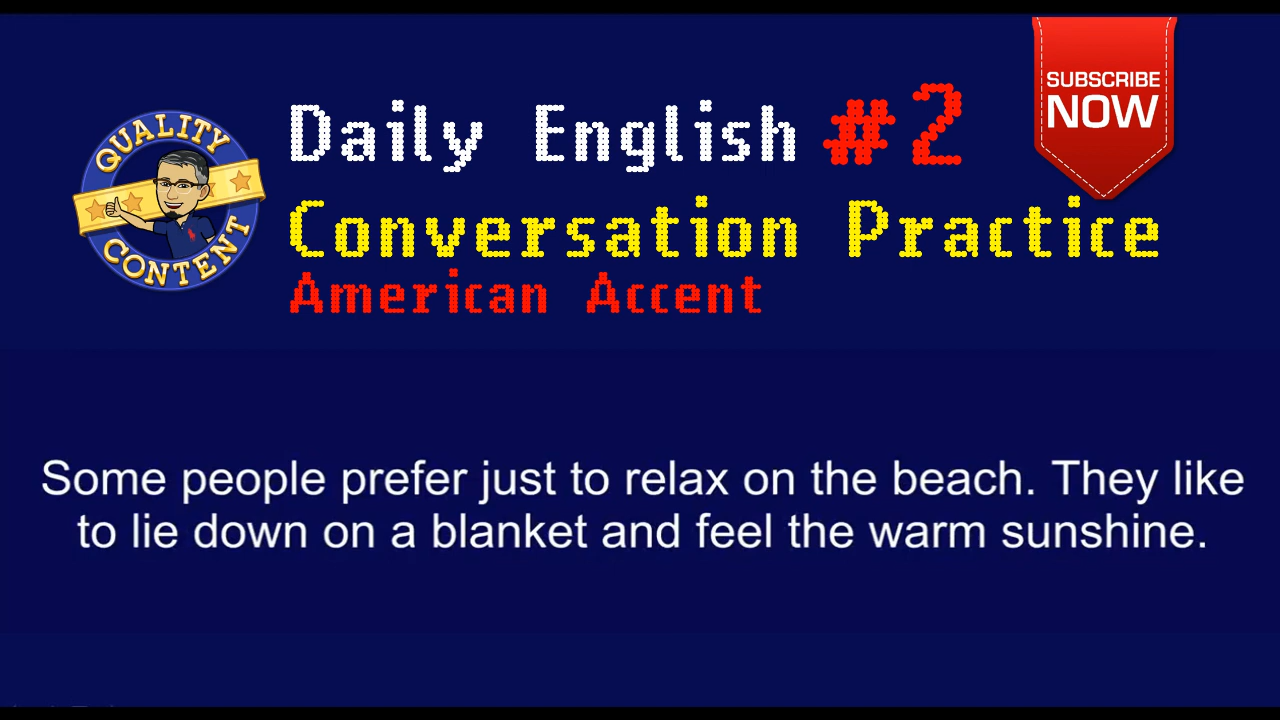 QUALITY
CONTENT
Daily English #2
SUBSCRIBE
NOW
Conversation Practice
American Accent
Some people prefer just to relax on the beach. They like
to lie down on a blanket and feel the warm sunshine.